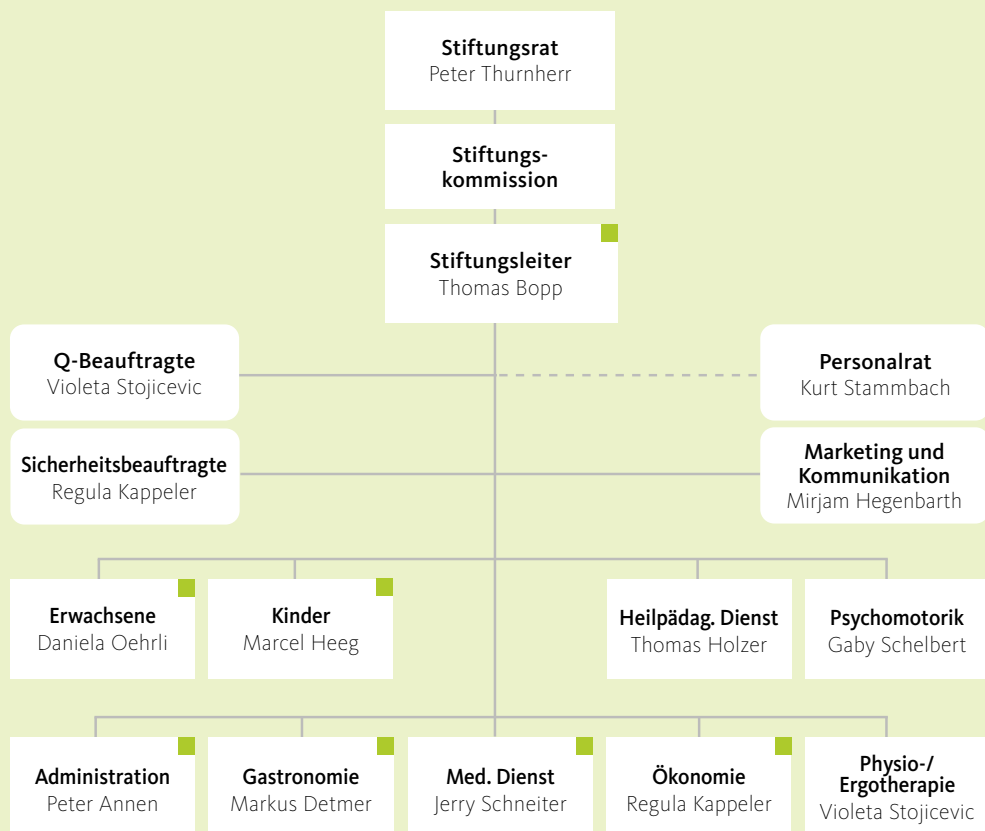 Stiftungsrat
Peter Thurnherr
Stiftungs-
kommission
Stiftungsleiter
Thomas Bopp
Q-Beauftragte
Violeta Stojicevic
Personalrat
Kurt Stammbach
Sicherheitsbeauftragte
Regula Kappeler
Marketing und
Kommunikation
Mirjam Hegenbarth
Erwachsene
Daniela Oehrli
Kinder
Marcel Heeg
Heilpädag. Dienst
Thomas Holzer
Psychomotorik
Gaby Schelbert
Administration
Peter Annen
Gastronomie
Markus Detmer
Med. Dienst
Jerry Schneiter
Ökonomie
Regula Kappeler
Physio-/
Ergotherapie
Violeta Stojicevic